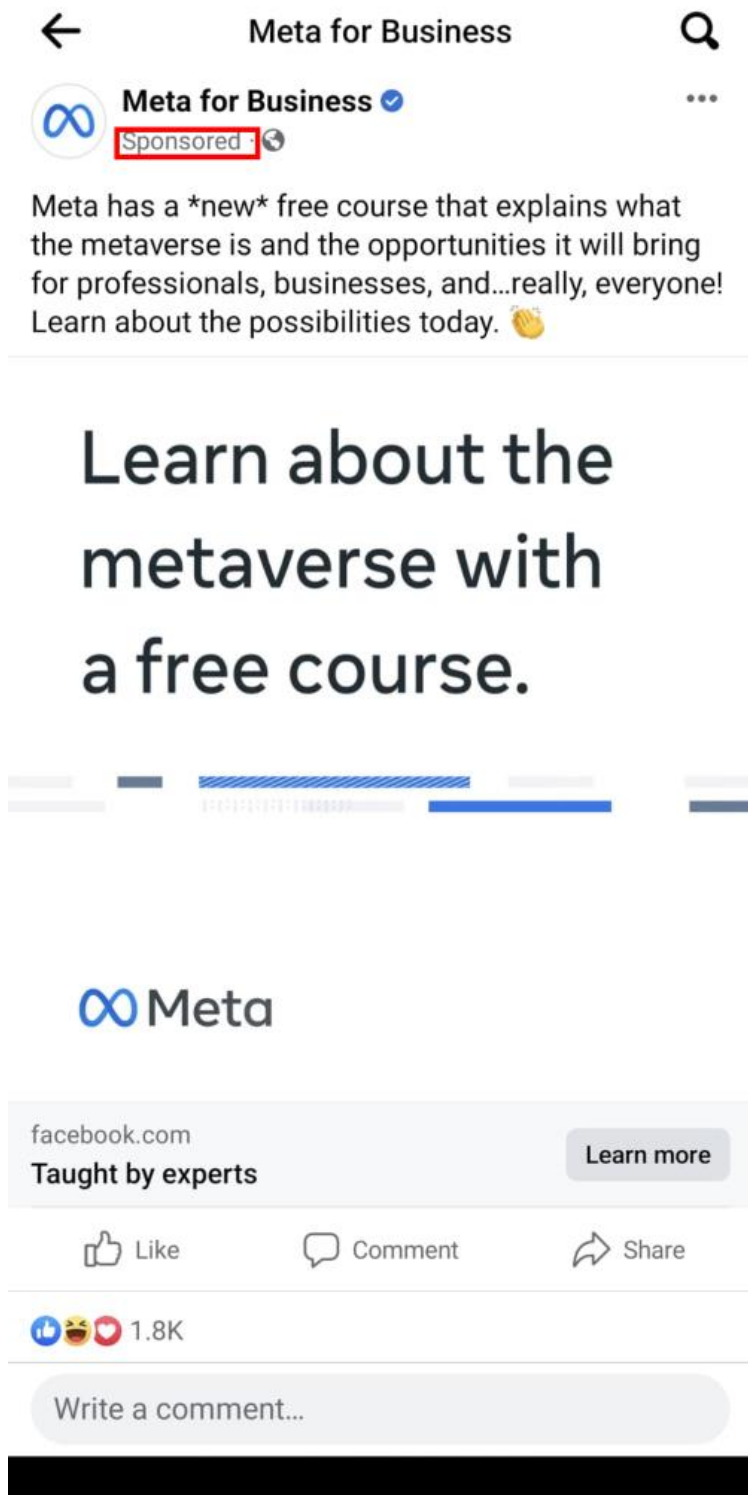 Meta for Business
Meta for Business
Sponsored ·
Meta has a *new* free course that explains what
the metaverse is and the opportunities it will bring
for professionals, businesses, and...really, everyone!
Learn about the possibilities today. 👏
Learn about the
metaverse with
a free course.
Meta
facebook.com
Taught by experts
Learn more
Like Comment Share
1.8K
Write a comment...